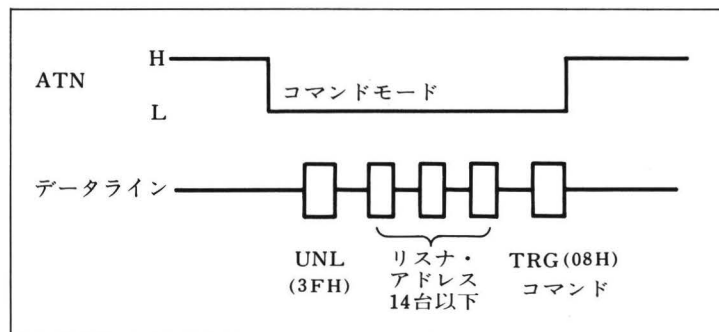 H
ATN
コマンドモード
L
データライン
UNL
(3FH)
リスナ・
アドレス
14台以下
TRG(08H)
コマンド